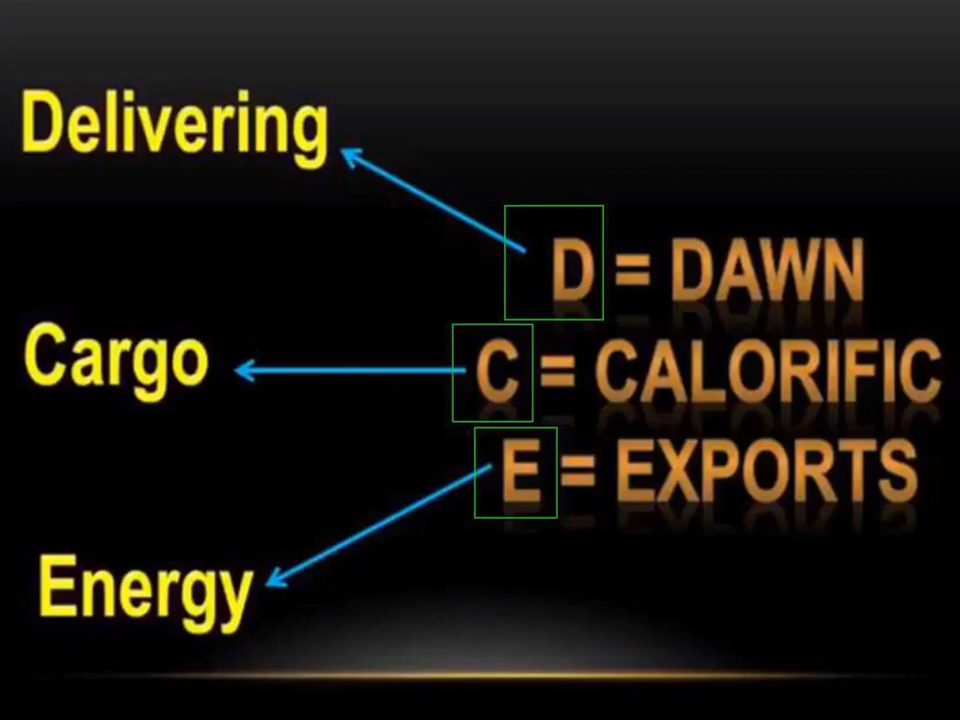 Delivering
D = DAWN
Cargo
C = CALORIFIC
E = EXPORTS
Energy